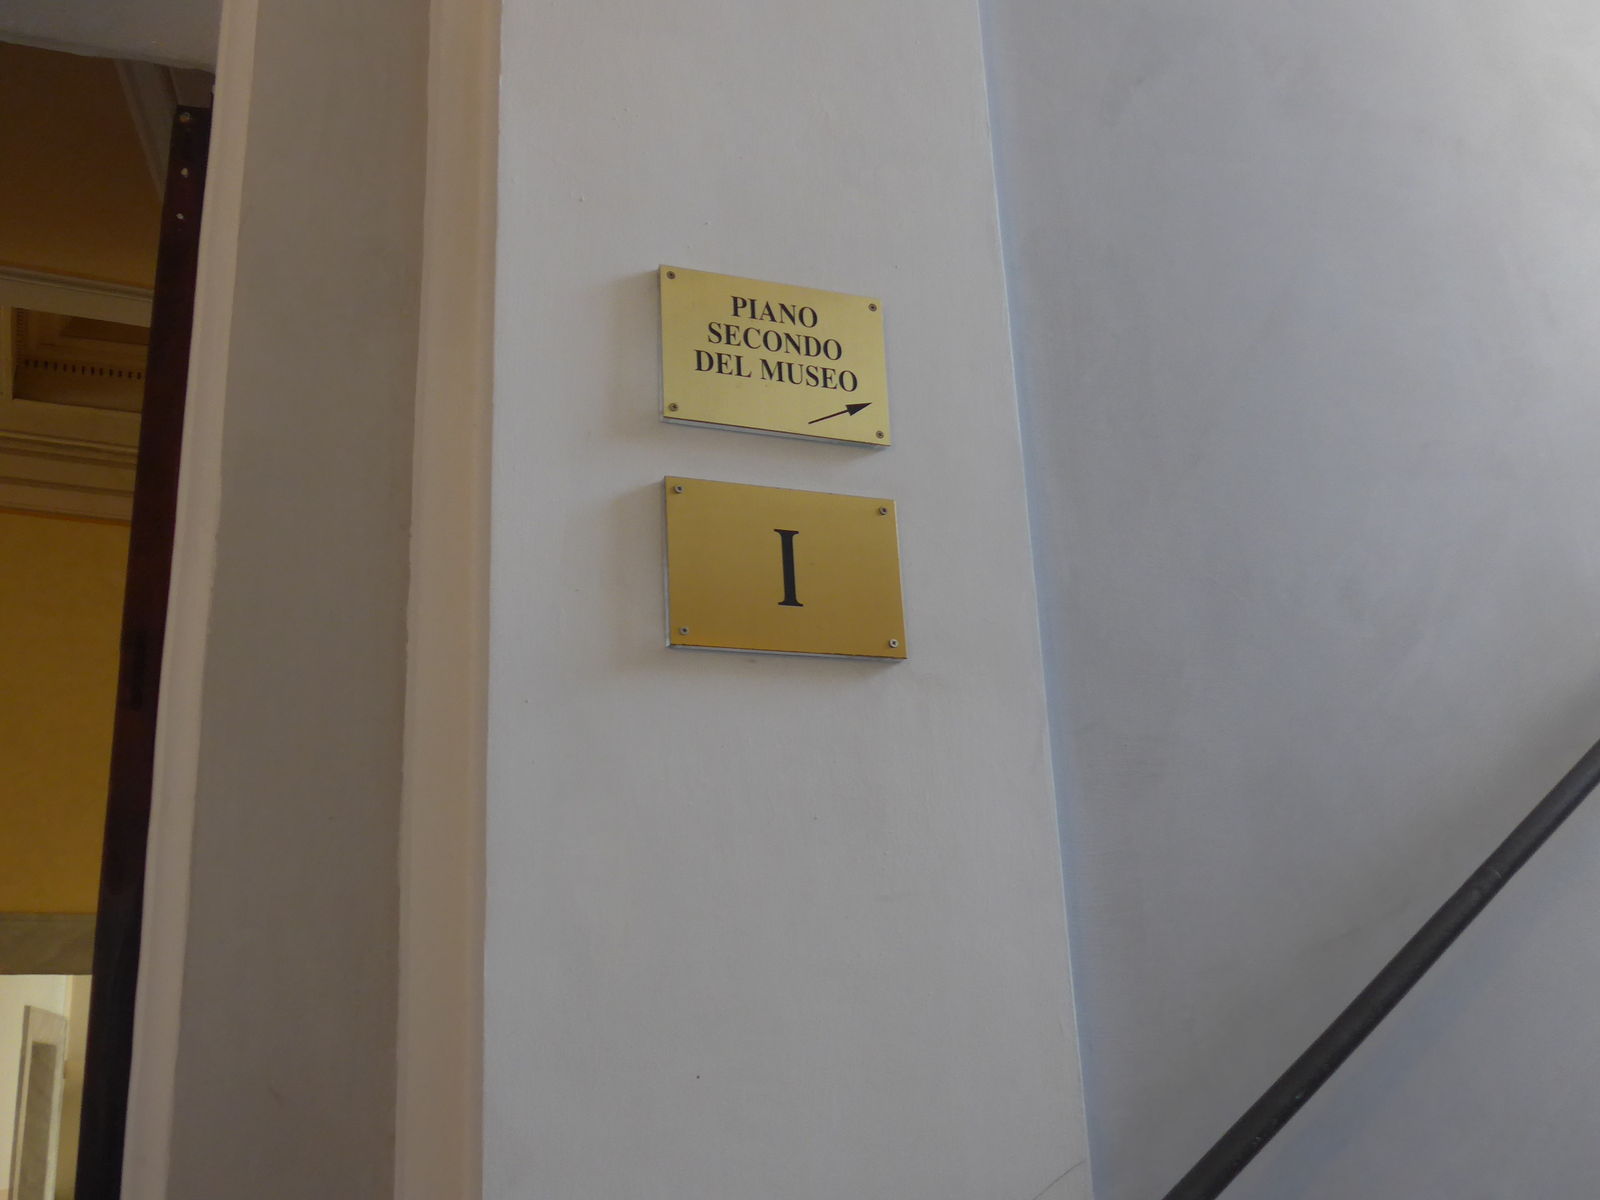 PIANO
SECONDO
DEL MUSEO
I